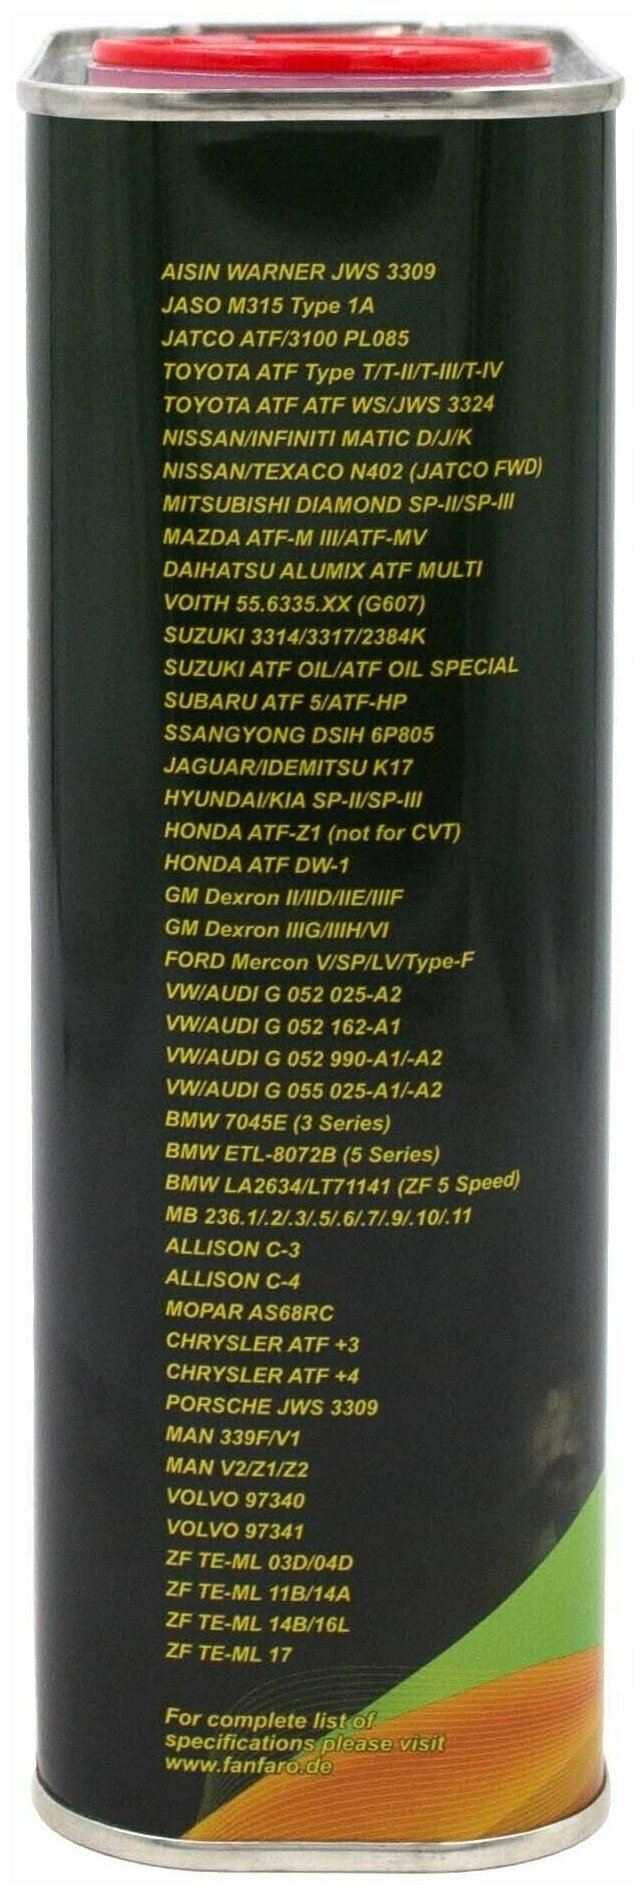 AISIN WARNER JWS 3309
JASO M315 Type 1A
JATCO ATF/3100 PL085
TOYOTA ATF Type T/T-II/T-III/T-IV
TOYOTA ATF ATF WS/JWS 3324
NISSAN/INFINITI MATIC D/J/K
NISSAN/TEXACO N402 (JATCO FWD)
MITSUBISHI DIAMOND SP-II/SP-III
MAZDA ATF-M III/ATF-MV
DAIHATSU ALUMIX ATF MULTI
VOITH 55.6335.XX (G607)
SUZUKI 3314/3317/2384K
SUZUKI ATF OIL/ATF OIL SPECIAL
SUBARU ATF 5/ATF-HP
SSANGYONG DSIH 6P805
JAGUAR/IDEMITSU K17
HYUNDAI/KIA SP-II/SP-III
HONDA ATF-Z1 (not for CVT)
HONDA ATF DW-1
GM Dexron II/IID/IIE/IIIF
GM Dexron IIIG/IIIH/VI
FORD Mercon V/SP/LV/Type-F
VW/AUDI G 052 025-A2
VW/AUDI G 052 162-A1
VW/AUDI G 052 990-A1/-A2
VW/AUDI G 055 025-A1/-A2
BMW 7045E (3 Series)
BMW ETL-8072B (5 Series)
BMW LA2634/LT71141 (ZF 5 Speed)
MB 236.1/.2/.3/.5/.6/.7/.9/.10/.11
ALLISON C-3
ALLISON C-4
MOPAR AS68RC
CHRYSLER ATF +3
CHRYSLER ATF +4
PORSCHE JWS 3309
MAN 339F/V1
MAN V2/Z1/Z2
VOLVO 97340
VOLVO 97341
ZF TE-ML 03D/04D
ZF TE-ML 11B/14A
ZF TE-ML 14B/16L
ZF TE-ML 17
For complete list of
specifications please visit
www.fanfaro.de